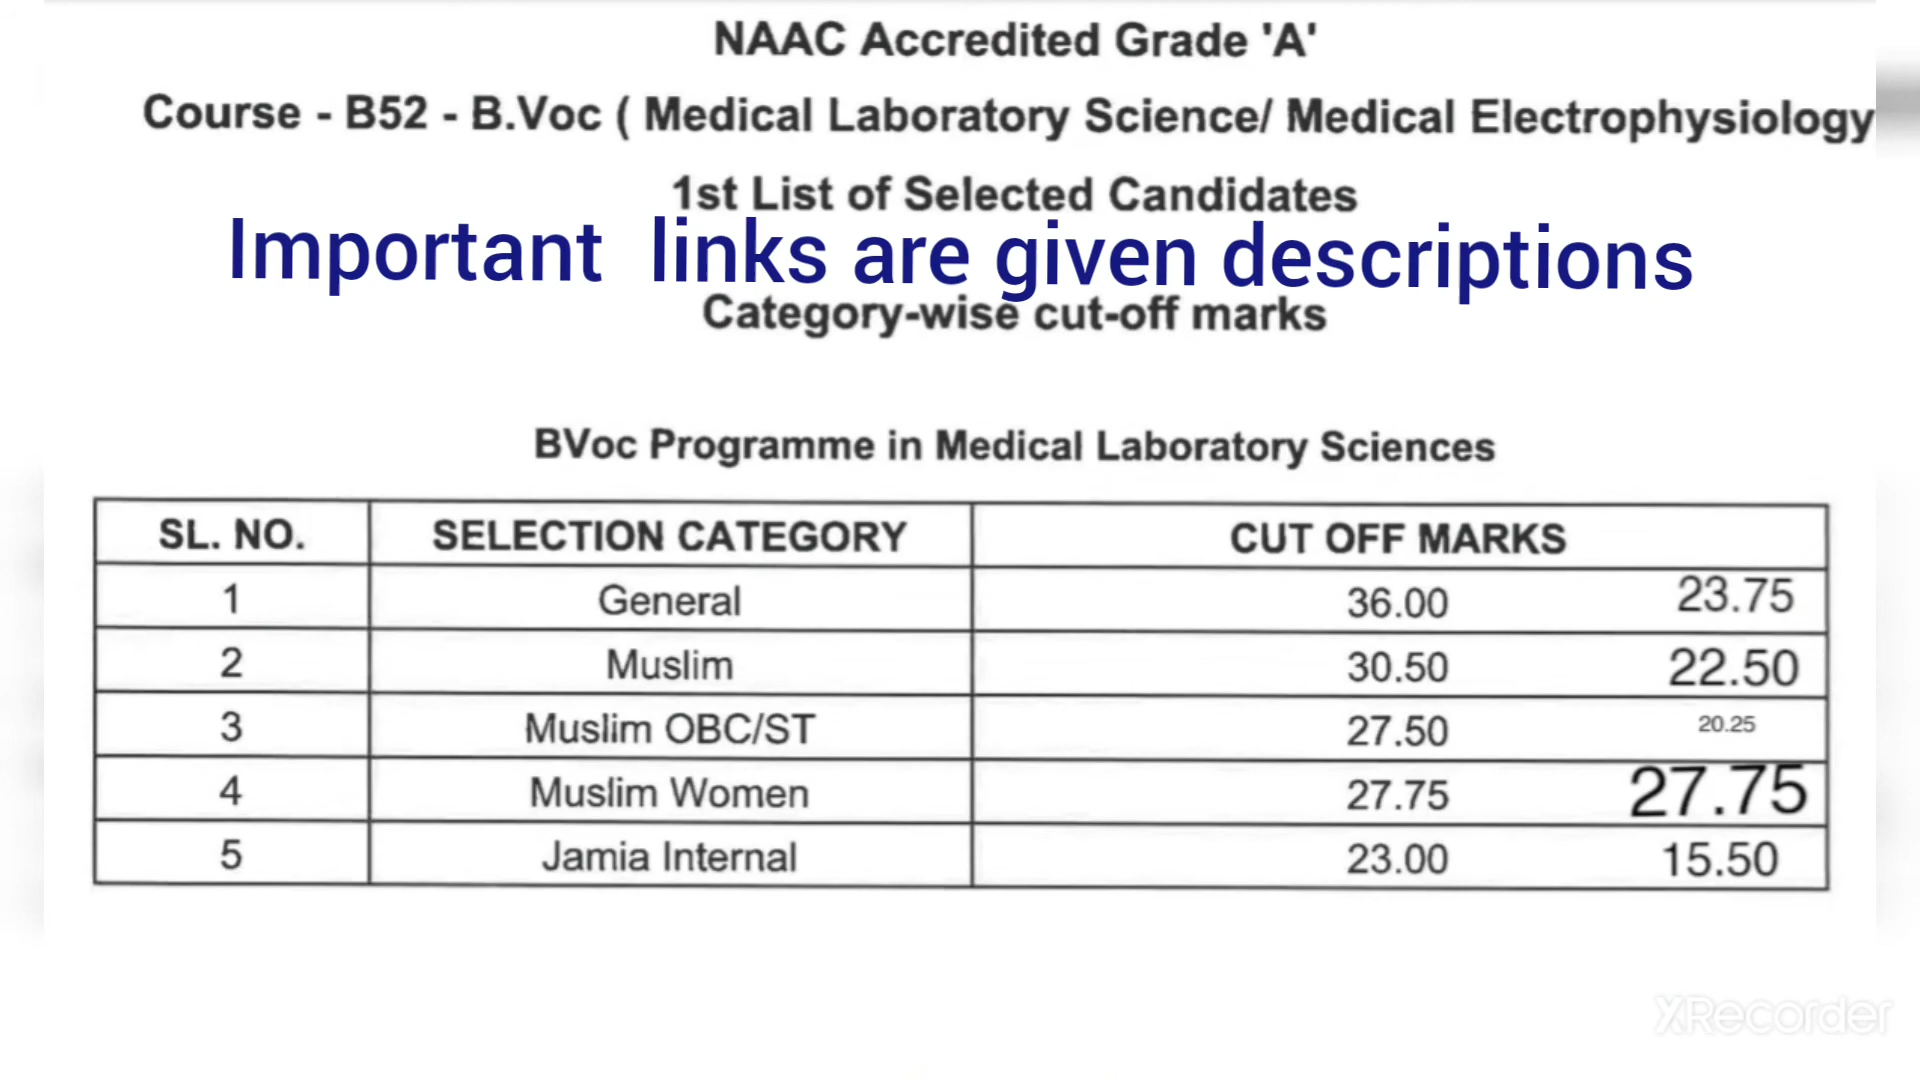 NAAC Accredited Grade 'A'
Course - B52 - B.Voc ( Medical Laboratory Science/ Medical Electrophysiology
1st List of Selected Candidates
Important links are given descriptions
Category-wise cut-off marks
BVoc Programme in Medical Laboratory Sciences
SL. NO. SELECTION CATEGORY CUT OFF MARKS
1 General 36.00 23.75
2 Muslim 30.50 22.50
3 Muslim OBC/ST 27.50 20.25
4 Muslim Women 27.75 27.75
5 Jamia Internal 23.00 15.50
XRecorder